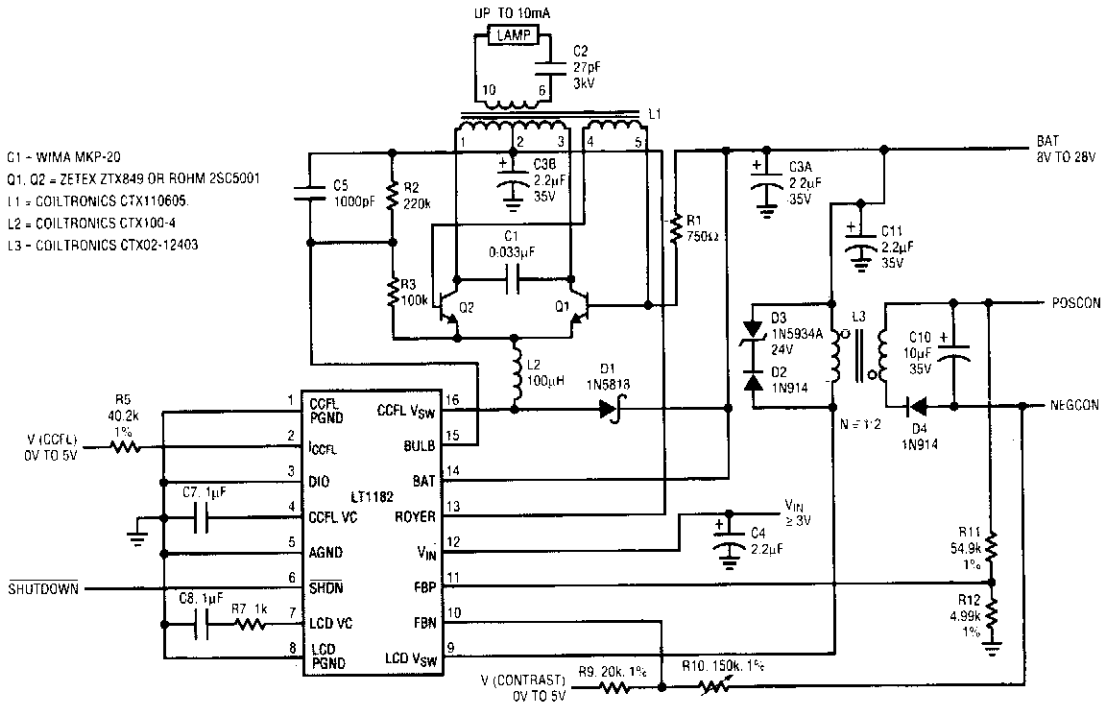 UP TO 10mA
LAMP
C2
27pF
3kV
10
6
L1
1
2
3
4
5
C1 - WIMA MKP-20
Q1, Q2 = ZETEX ZTX849 OR ROHM 2SC5001
L1 = COILTRONICS CTX110605.
L2 = COILTRONICS CTX100-4
L3 - COILTRONICS CTX02-12403
C5
1000pF
R2
220k
+
C3B
2.2µF
35V
+
C3A
2.2µF
35V
BAT
8V TO 28V
R1
750Ω
+
C11
2.2µF
35V
C1
0.033µF
R3
100k
Q2
Q1
L2
100µH
D1
1N5818
D3
1N5934A
24V
D2
1N914
L3
N = 1:2
+
C10
10µF
35V
POSCON
NEGCON
D4
1N914
R5
40.2k
1%
V (CCFL)
0V TO 5V
1
CCFL
PGND
2
ICCFL
3
DIO
4
CCFL VC
5
AGND
6
SHDN
7
LCD VC
8
LCD
PGND
LT1182
CCFL VSW
16
BULB
15
BAT
14
ROYER
13
VIN
12
FBP
11
FBN
10
LCD VSW
9
C7, 1µF
SHUTDOWN
C8, 1µF
R7, 1k
VIN
≥ 3V
+
C4
2.2µF
R11
54.9k
1%
R12
4.99k
1%
V (CONTRAST)
0V TO 5V
R9, 20k, 1%
R10, 150k, 1%